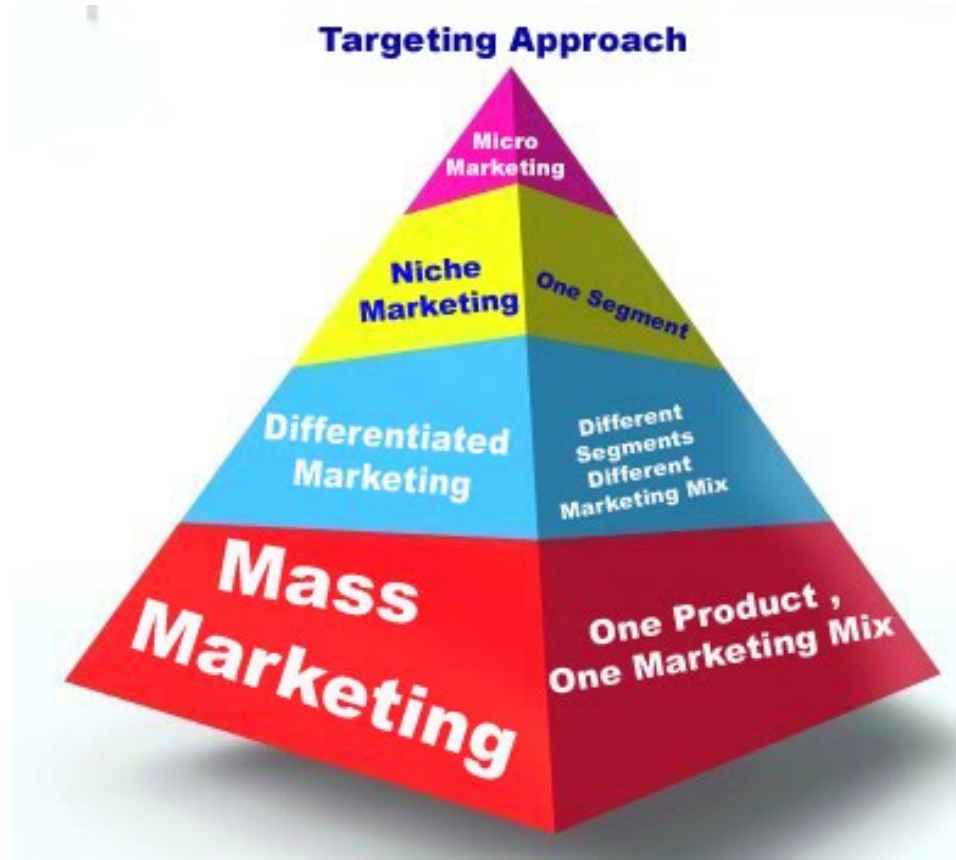 Targeting Approach
Micro
Marketing
Niche
Marketing
One Segment
Differentiated
Marketing
Different
Segments
Different
Marketing Mix
Mass
Marketing
One Product ,
One Marketing Mix